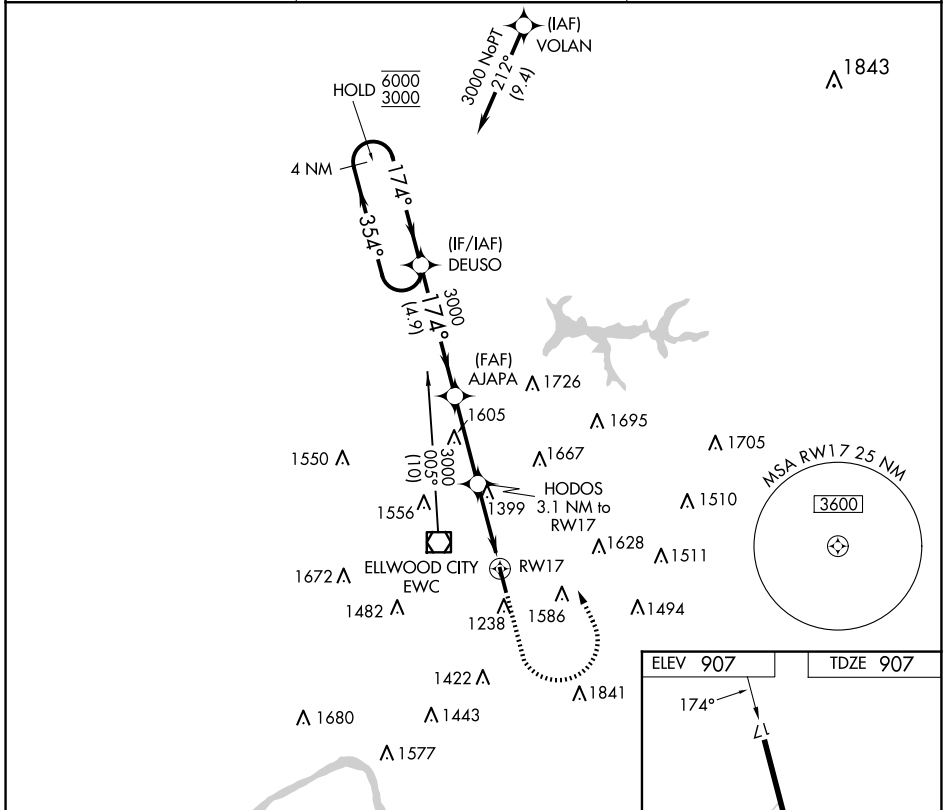 (IAF)
VOLAN
3000 NoPT
212°
(9.4)
1843
HOLD 6000
3000
4 NM
174°
354°
(IF/IAF)
DEUSO
3000
174°
(4.9)
(FAF)
AJAPA
1726
1605
1695
1705
1550
1667
3000
005°
(10)
MSA RW17 25 NM
3600
HODOS
3.1 NM to
RW17
1399
1510
1556
1628
1511
ELLWOOD CITY
EWC
RW17
1672
1482
1238
1586
1494
1422
1841
1680
1443
1577
ELEV 907
TDZE 907
174°
17